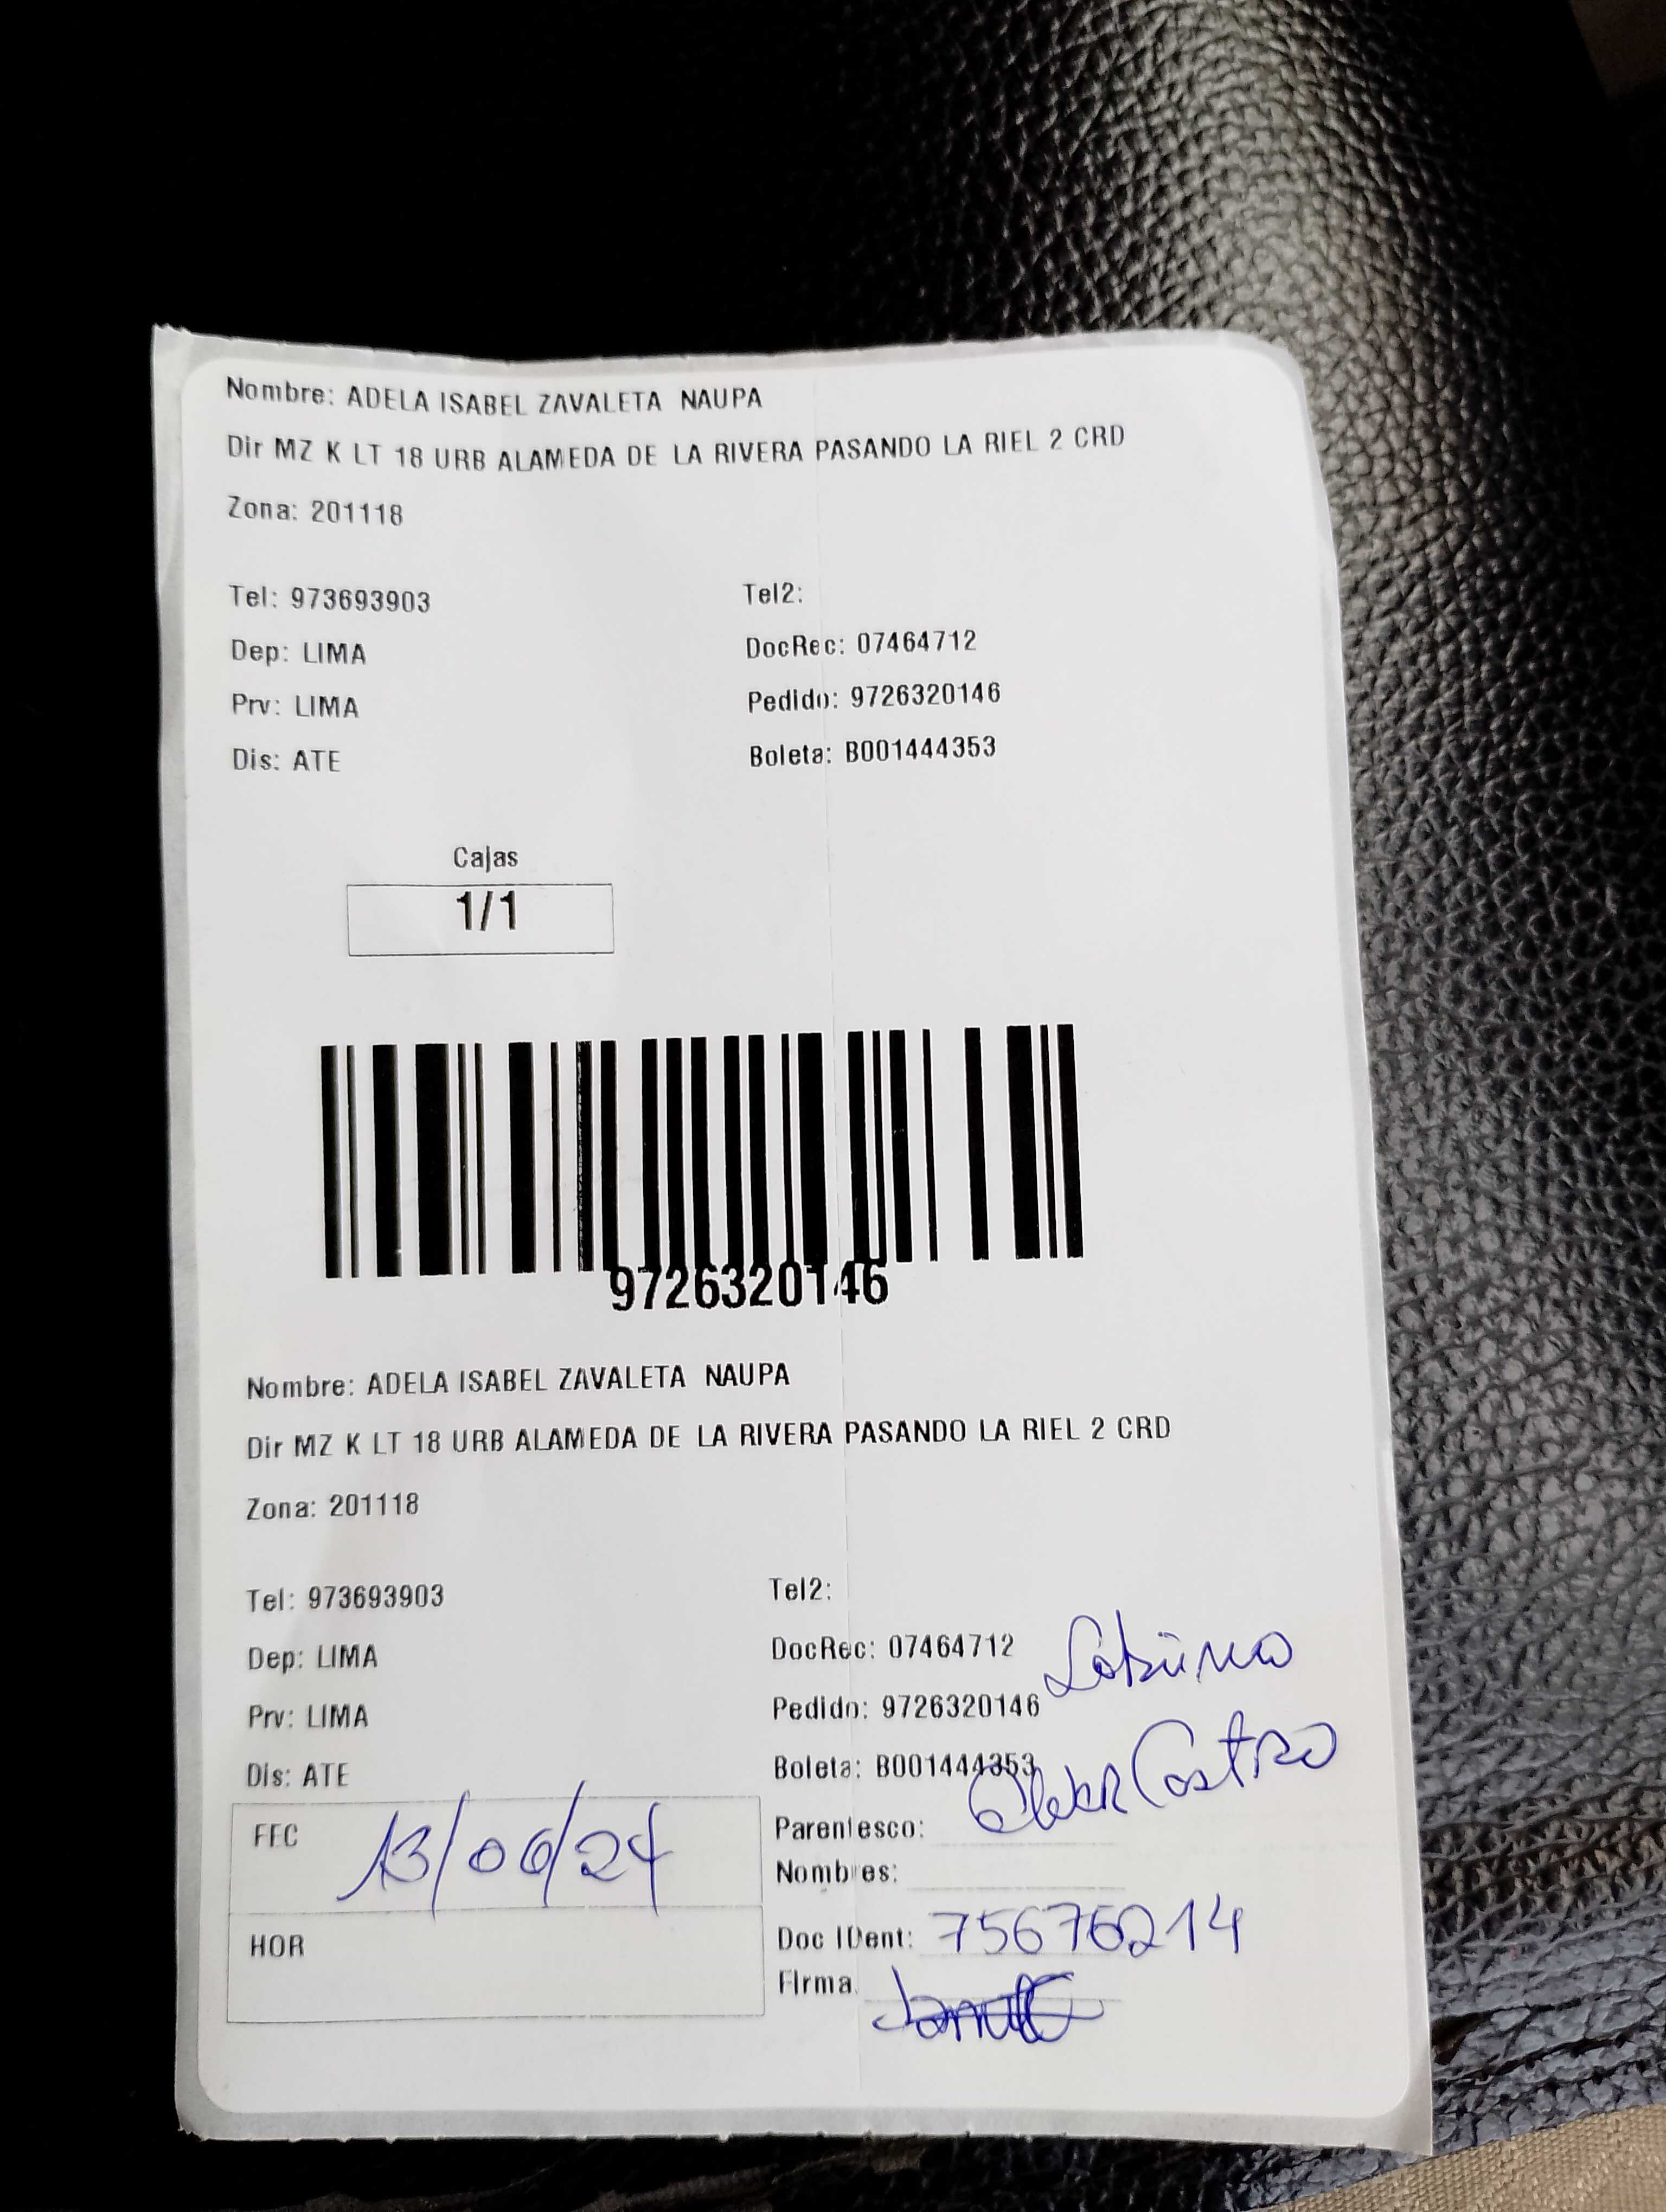 Nombre: ADELA ISABEL ZAVALETA NAUPA
Dir MZ K LT 18 URB ALAMEDA DE LA RIVERA PASANDO LA RIEL 2 CRD
Zona: 201118
Tel: 973693903 Tel2:
Dep: LIMA DocRec: 07464712
Prv: LIMA Pedido: 9726320146
Dis: ATE Boleta: B001444353
Cajas
1/1
9726320146
Nombre: ADELA ISABEL ZAVALETA NAUPA
Dir MZ K LT 18 URB ALAMEDA DE LA RIVERA PASANDO LA RIEL 2 CRD
Zona: 201118
Tel: 973693903 Tel2:
Dep: LIMA DocRec: 07464712
Prv: LIMA Pedido: 9726320146
Dis: ATE Boleta: B001444353
Castro
FEC 13/06/24 Parentesco:
Nombres:
HOR Doc IDent: 75676214
Firma